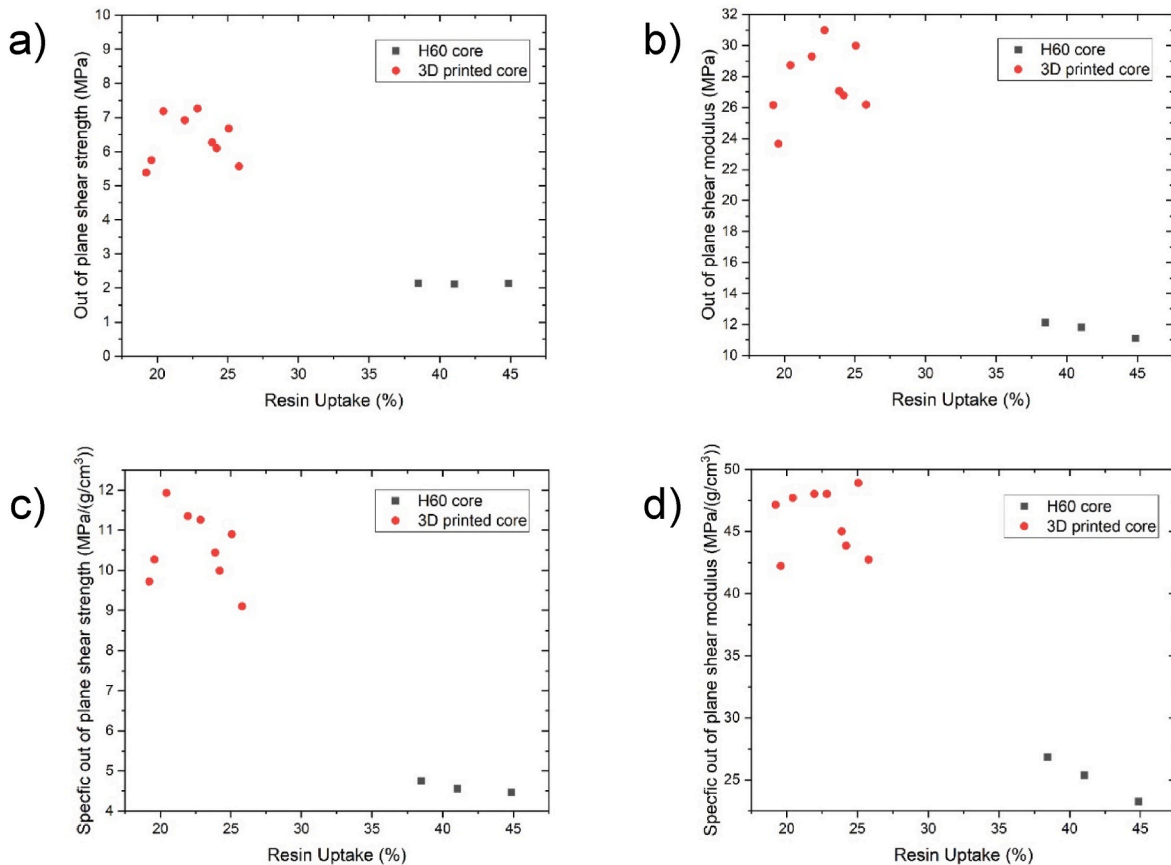 a)
Out of plane shear strength (MPa)
10
9
8
7
6
5
4
3
2
1
0
H60 core
3D printed core
20 25 30 35 40 45
Resin Uptake (%)
b)
Out of plane shear modulus (MPa)
32
30
28
26
24
22
20
18
16
14
12
10
H60 core
3D printed core
20 25 30 35 40 45
Resin Uptake (%)
c)
Specfic out of plane shear strength (MPa/(g/cm³))
12
11
10
9
8
7
6
5
4
H60 core
3D printed core
20 25 30 35 40 45
Resin Uptake (%)
d)
Specfic out of plane shear modulus (MPa/(g/cm³))
50
45
40
35
30
25
H60 core
3D printed core
20 25 30 35 40 45
Resin Uptake (%)